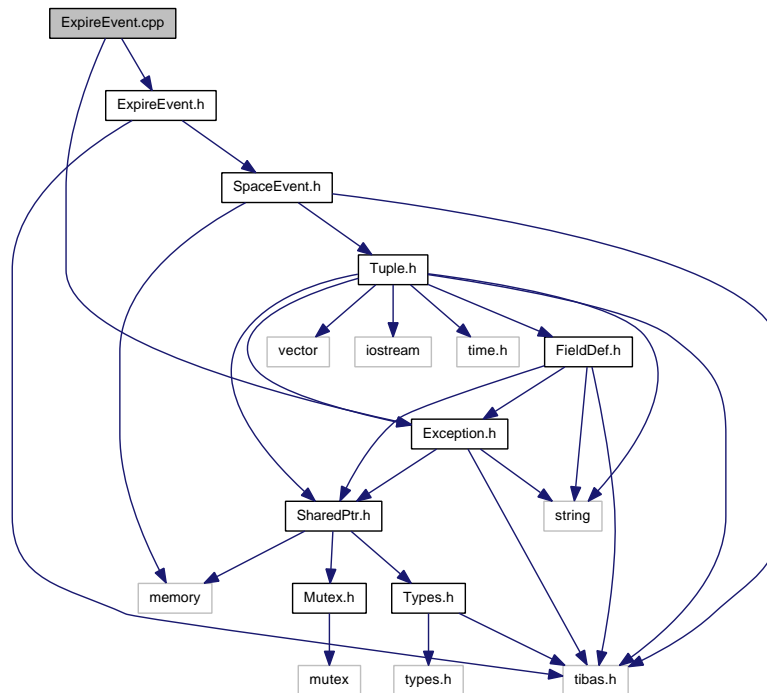 ExpireEvent.cpp
ExpireEvent.h
SpaceEvent.h
Tuple.h
vector
iostream
time.h
FieldDef.h
Exception.h
SharedPtr.h
string
memory
Mutex.h
Types.h
mutex
types.h
tibas.h